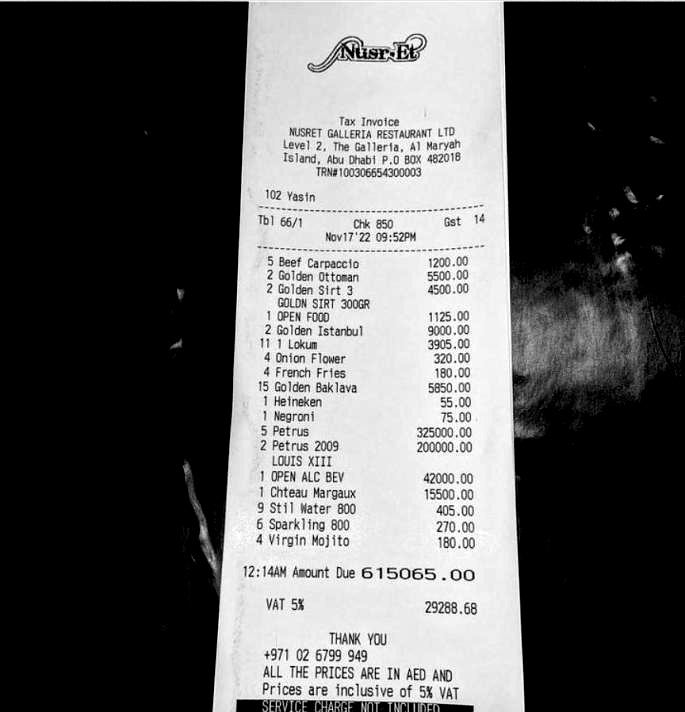 Nusr-Et
Tax Invoice
NUSRET GALLERIA RESTAURANT LTD
Level 2, The Galleria, Al Maryah
Island, Abu Dhabi P.O BOX 482018
TRN#100306654300003
102 Yasin
Tbl 66/1 Chk 850 Gst 14
Nov17'22 09:52PM
5 Beef Carpaccio 1200.00
2 Golden Ottoman 5500.00
2 Golden Sirt 3 4500.00
GOLDN SIRT 300GR
1 OPEN FOOD 1125.00
2 Golden Istanbul 9000.00
11 1 Lokum 3905.00
4 Onion Flower 320.00
4 French Fries 180.00
15 Golden Baklava 5850.00
1 Heineken 55.00
1 Negroni 75.00
5 Petrus 325000.00
2 Petrus 2009 200000.00
LOUIS XIII
1 OPEN ALC BEV 42000.00
1 Chteau Margaux 15500.00
9 Stil Water 800 405.00
6 Sparkling 800 270.00
4 Virgin Mojito 180.00
12:14AM Amount Due 615065.00
VAT 5% 29288.68
THANK YOU
+971 02 6799 949
ALL THE PRICES ARE IN AED AND
Prices are inclusive of 5% VAT
SERVICE CHARGE NOT INCLUDED